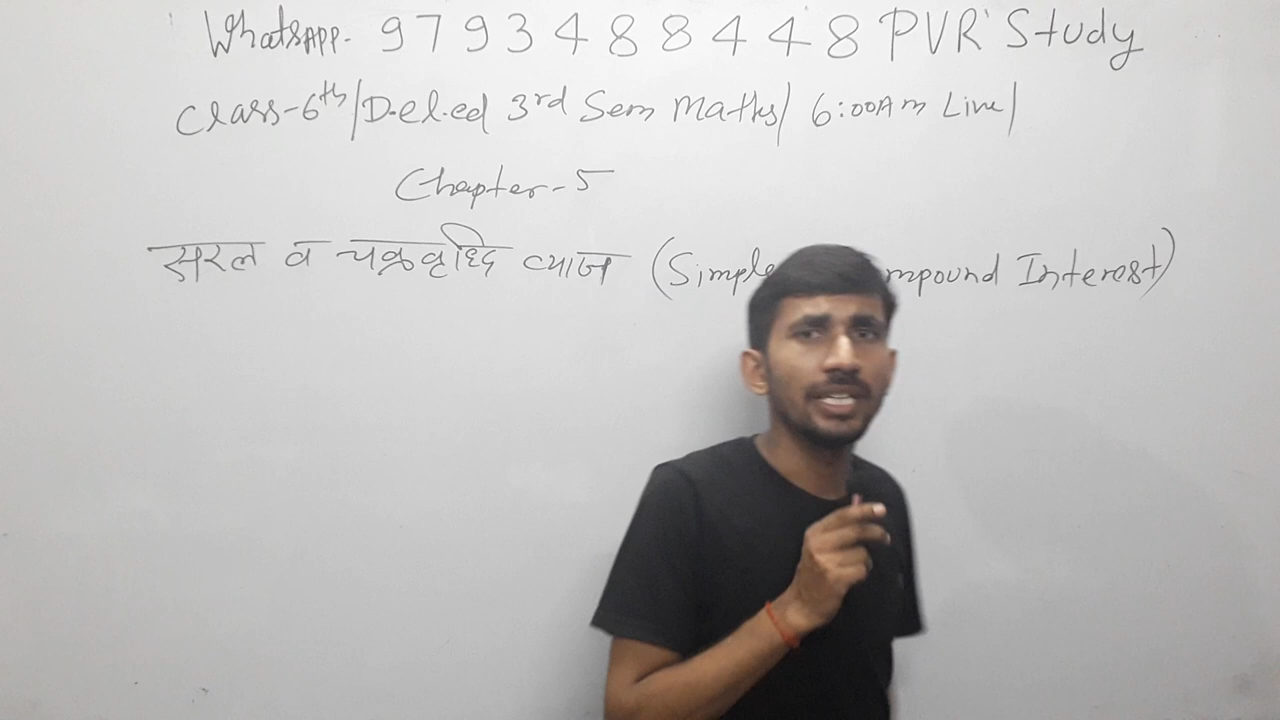 WhatsAPP. 9793488448 PVR Study
Class-6th/D.el.ed 3rd Sem Maths/ 6:00Am Live/
Chapter-5
सरल व चक्रवृध्दि ब्याज (Simple mpound Interest)